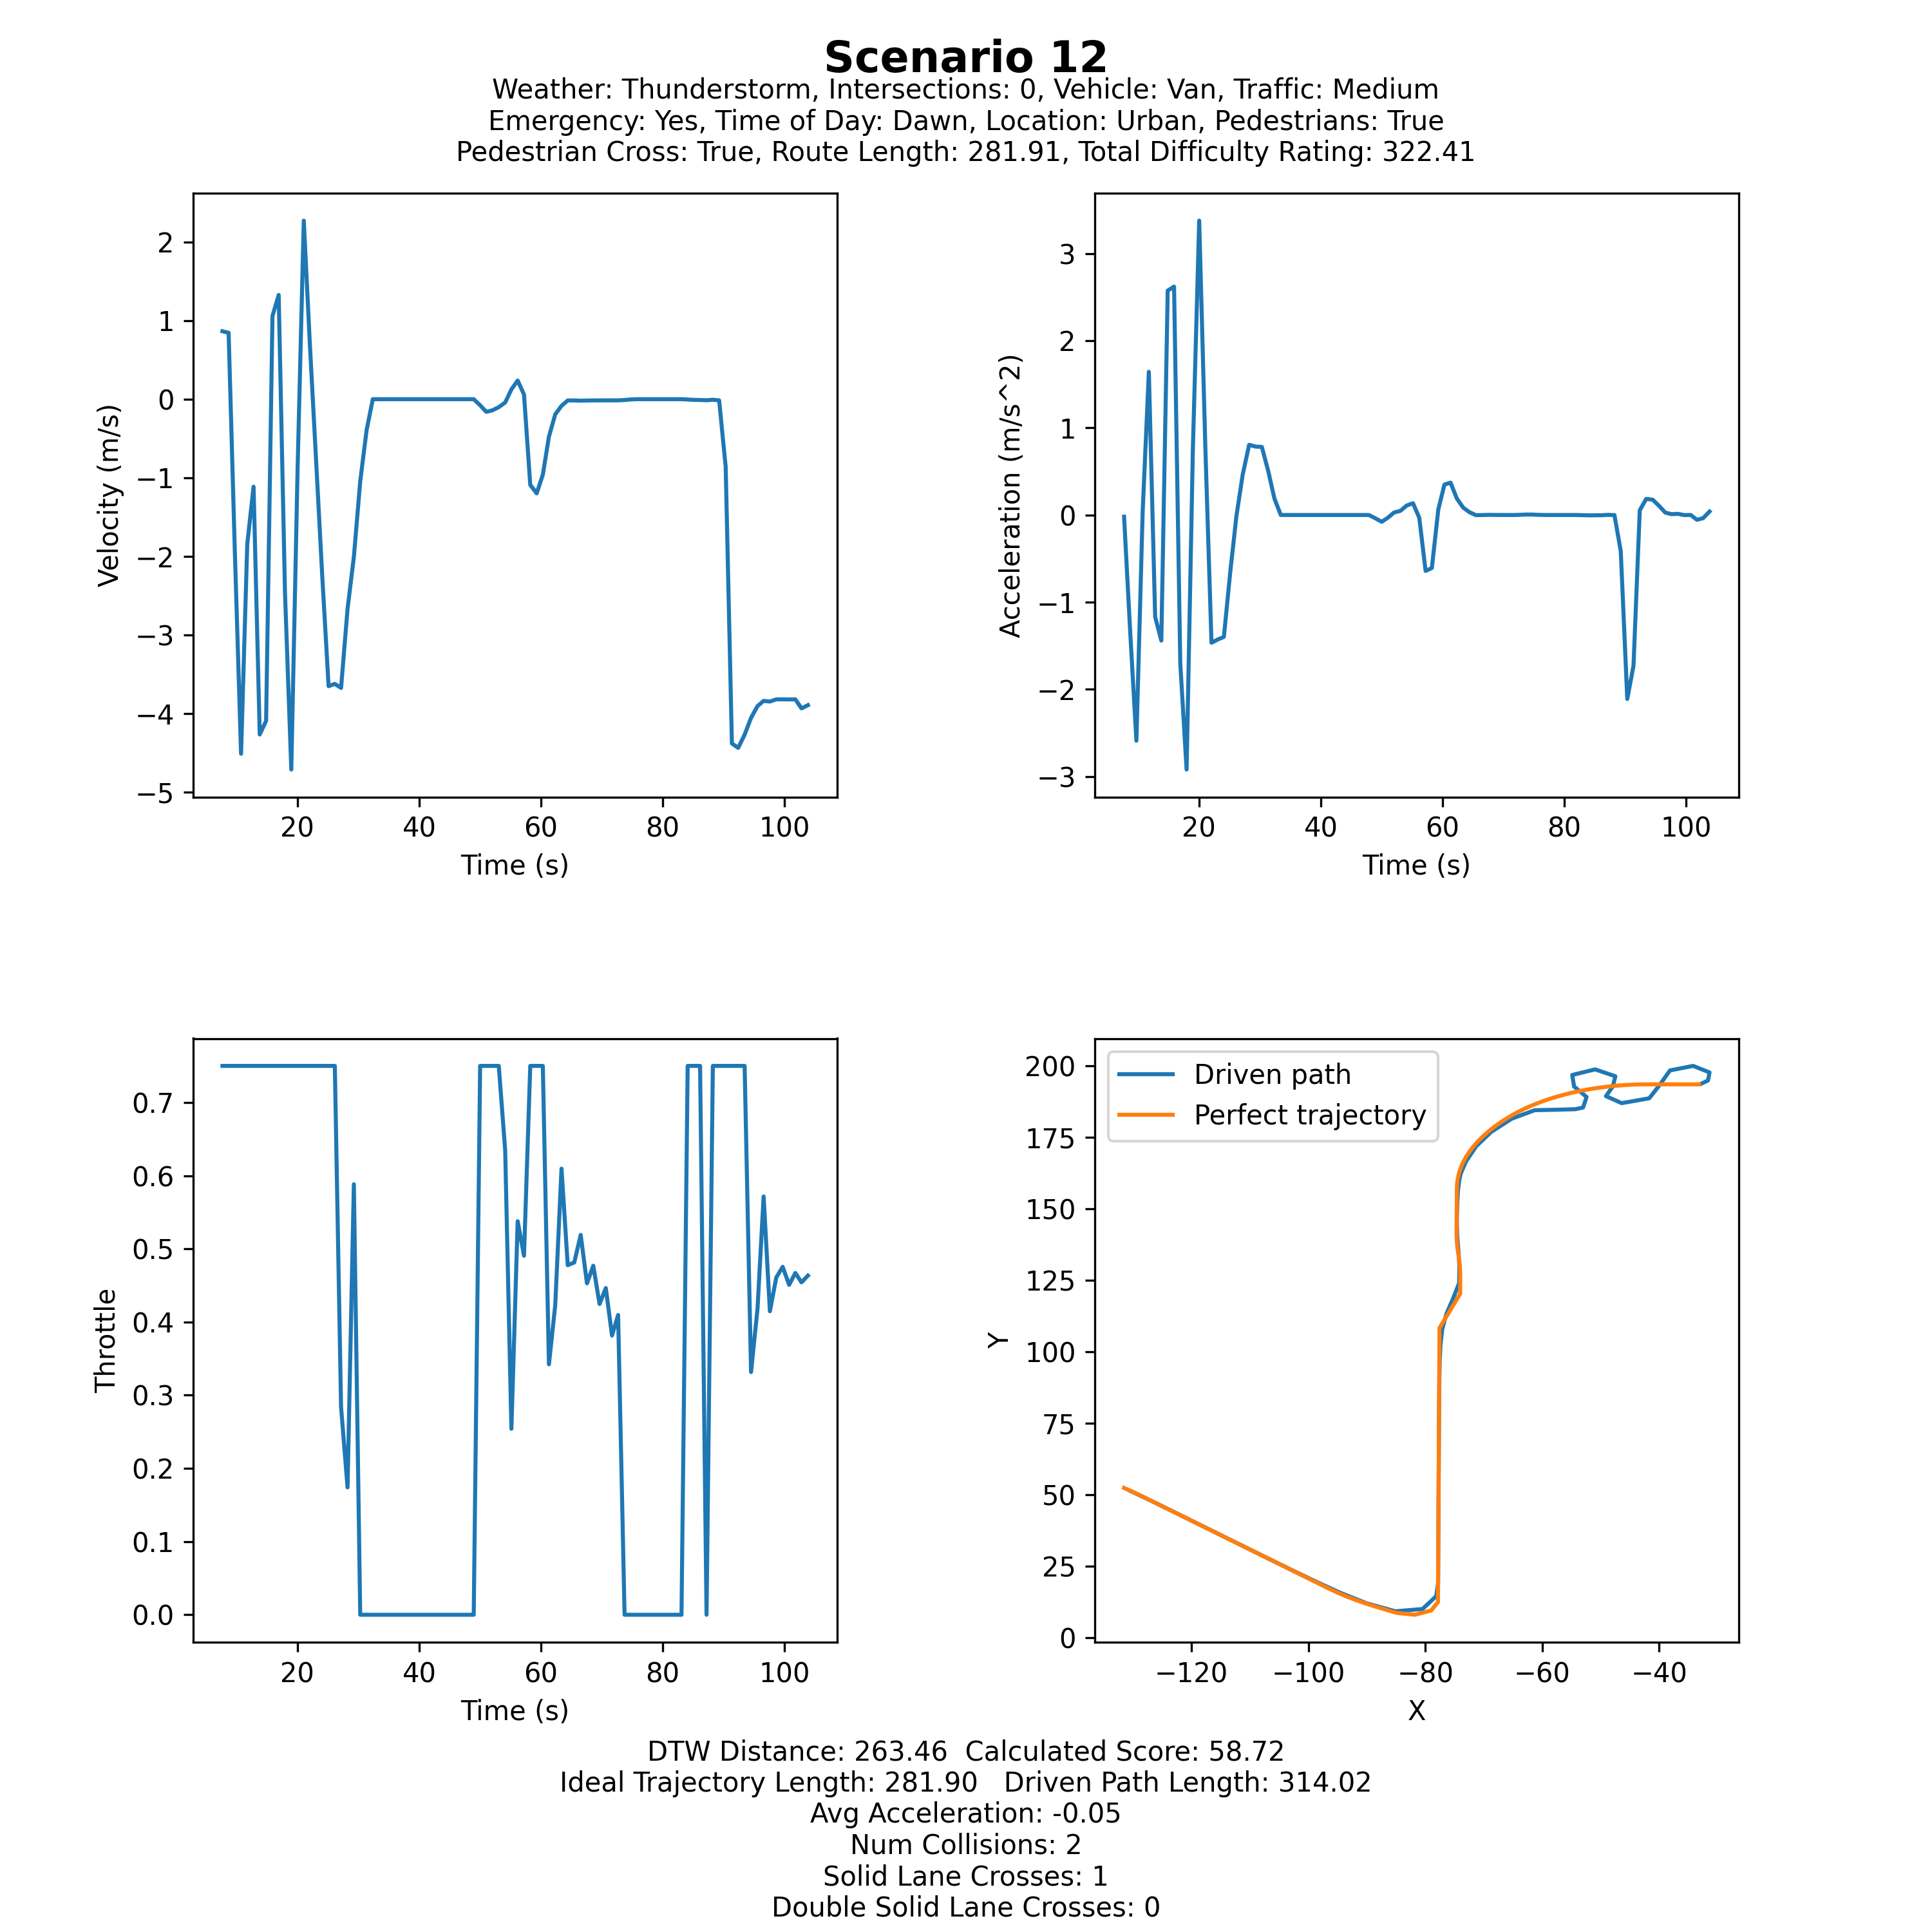 Scenario 12
Weather: Thunderstorm, Intersections: 0, Vehicle: Van, Traffic: Medium
Emergency: Yes, Time of Day: Dawn, Location: Urban, Pedestrians: True
Pedestrian Cross: True, Route Length: 281.91, Total Difficulty Rating: 322.41
Velocity (m/s)
2
1
0
−1
−2
−3
−4
−5
20 40 60 80 100
Time (s)
Acceleration (m/s^2)
3
2
1
0
−1
−2
−3
20 40 60 80 100
Time (s)
Throttle
0.7
0.6
0.5
0.4
0.3
0.2
0.1
0.0
20 40 60 80 100
Time (s)
Y
200
175
150
125
100
75
50
25
0
Driven path
Perfect trajectory
−120 −100 −80 −60 −40
X
DTW Distance: 263.46 Calculated Score: 58.72
Ideal Trajectory Length: 281.90 Driven Path Length: 314.02
Avg Acceleration: -0.05
Num Collisions: 2
Solid Lane Crosses: 1
Double Solid Lane Crosses: 0